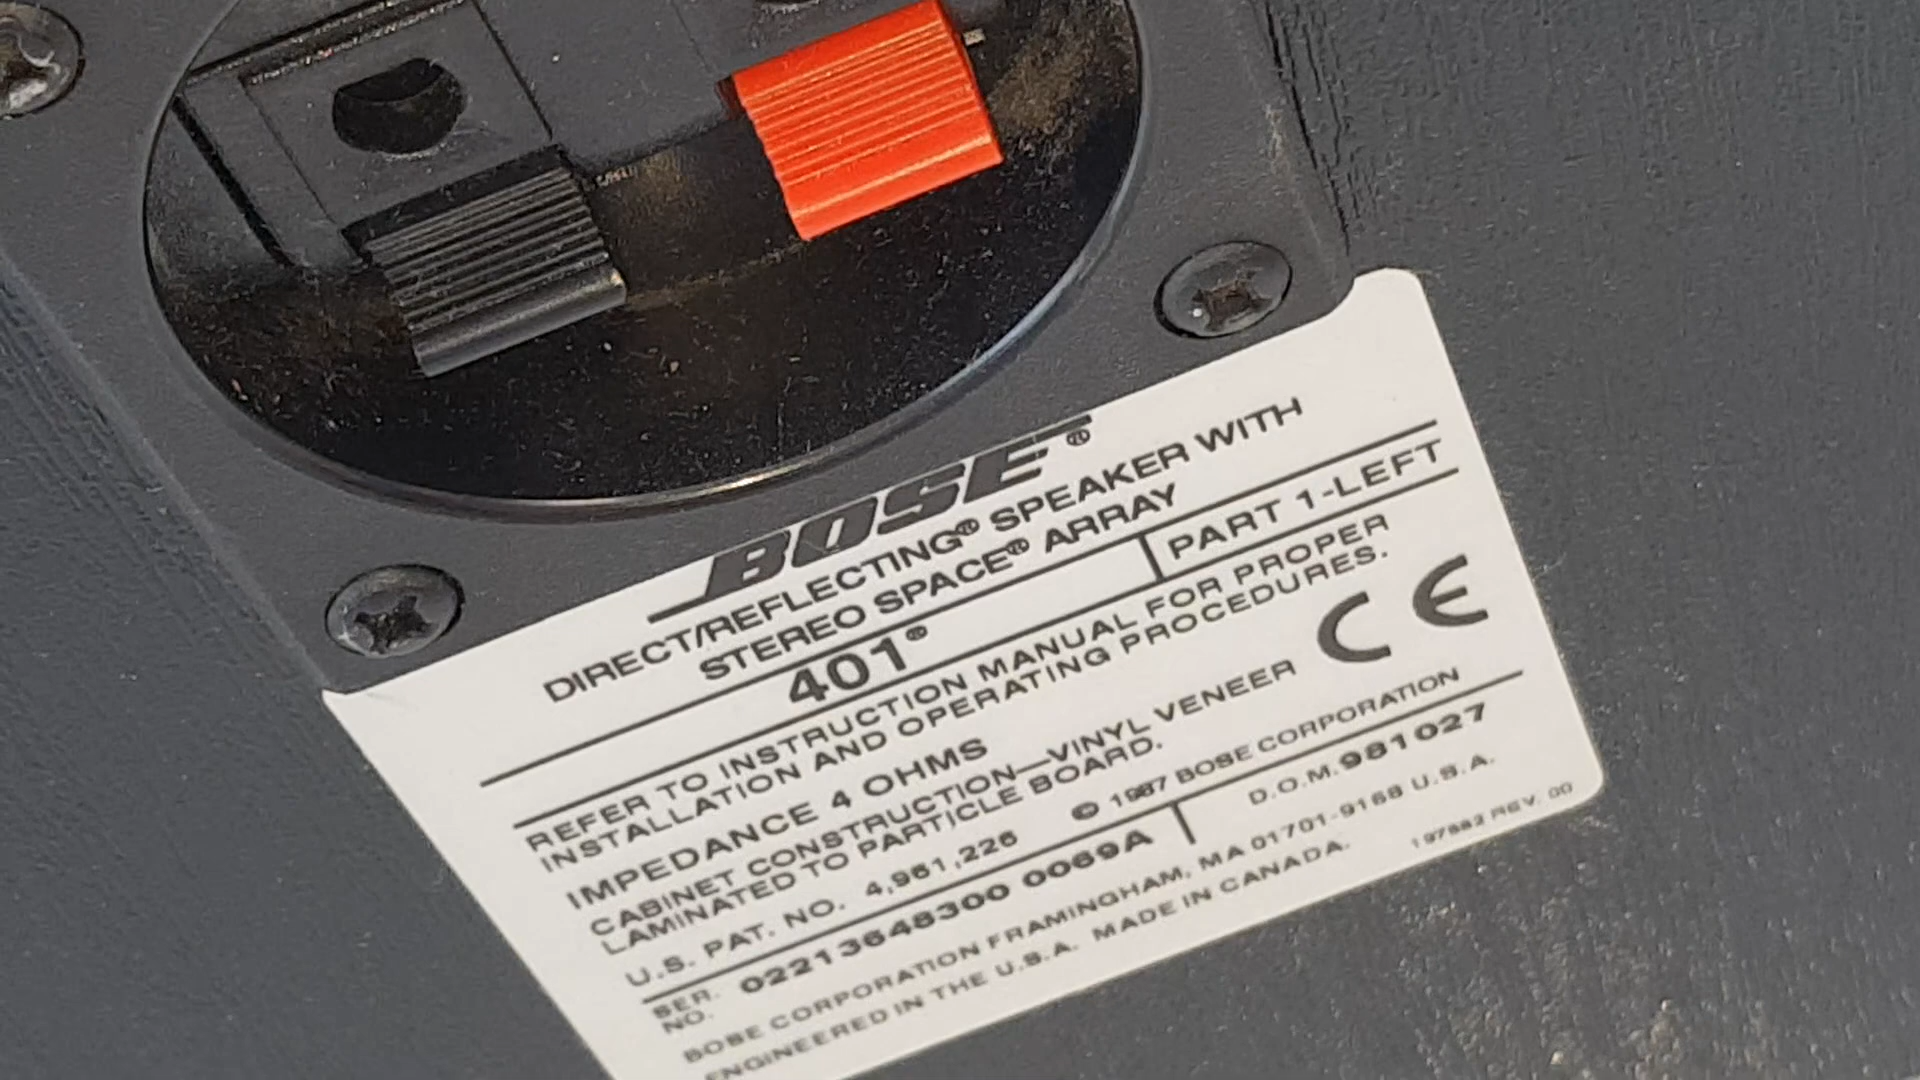 BOSE®
DIRECT/REFLECTING® SPEAKER WITH
STEREO SPACE® ARRAY
401®
PART 1-LEFT
REFER TO INSTRUCTION MANUAL FOR PROPER
INSTALLATION AND OPERATING PROCEDURES.
IMPEDANCE 4 OHMS
CE
CABINET CONSTRUCTION—VINYL VENEER
LAMINATED TO PARTICLE BOARD.
U.S. PAT. NO. 4,961,226 © 1997 BOSE CORPORATION
SER. NO. 02213648300 0069A D.O.M. 981027
BOSE CORPORATION FRAMINGHAM, MA 01701-9168 U.S.A.
ENGINEERED IN THE U.S.A. MADE IN CANADA. REV. 00